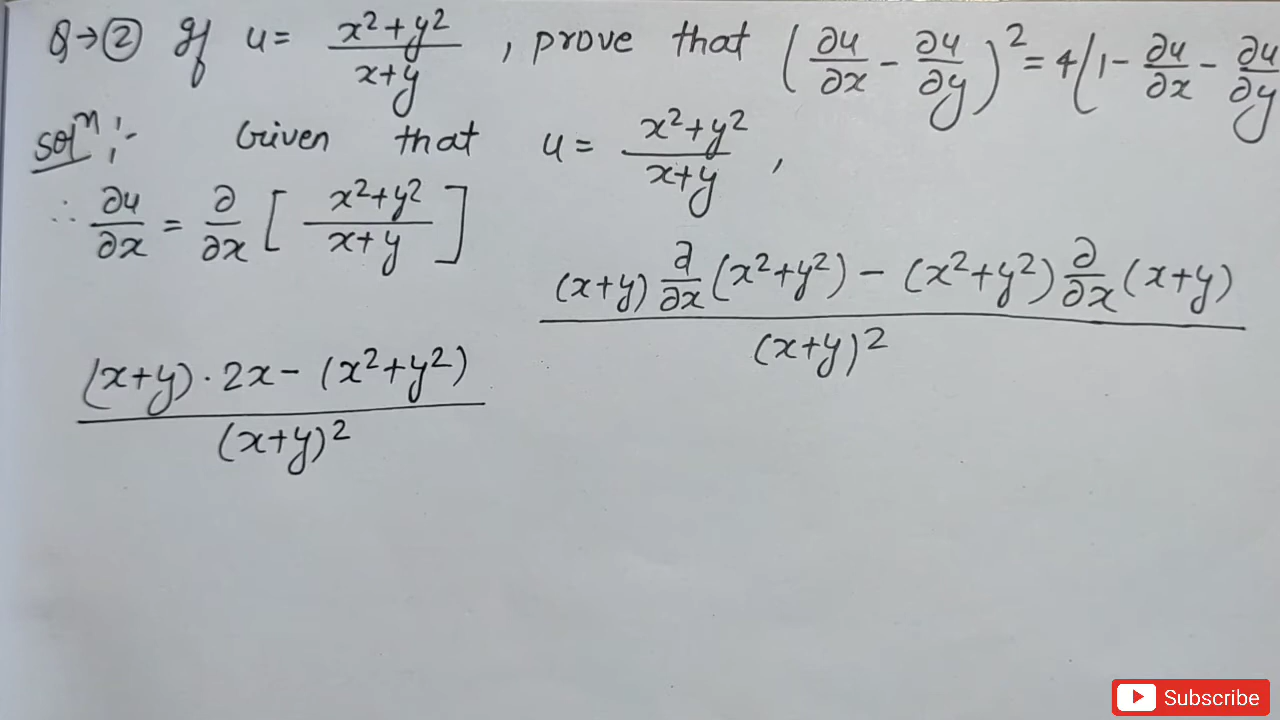 Q→② If u = x²+y²/x+y , prove that (∂u/∂x - ∂u/∂y)² = 4(1 - ∂u/∂x - ∂u/∂y
Solⁿ:- Given that u = x²+y²/x+y ,
∴ ∂u/∂x = ∂/∂x [ x²+y²/x+y ]
(x+y) ∂/∂x (x²+y²) - (x²+y²) ∂/∂x (x+y)
(x+y)²
(x+y) · 2x - (x²+y²)
(x+y)²
Subscribe